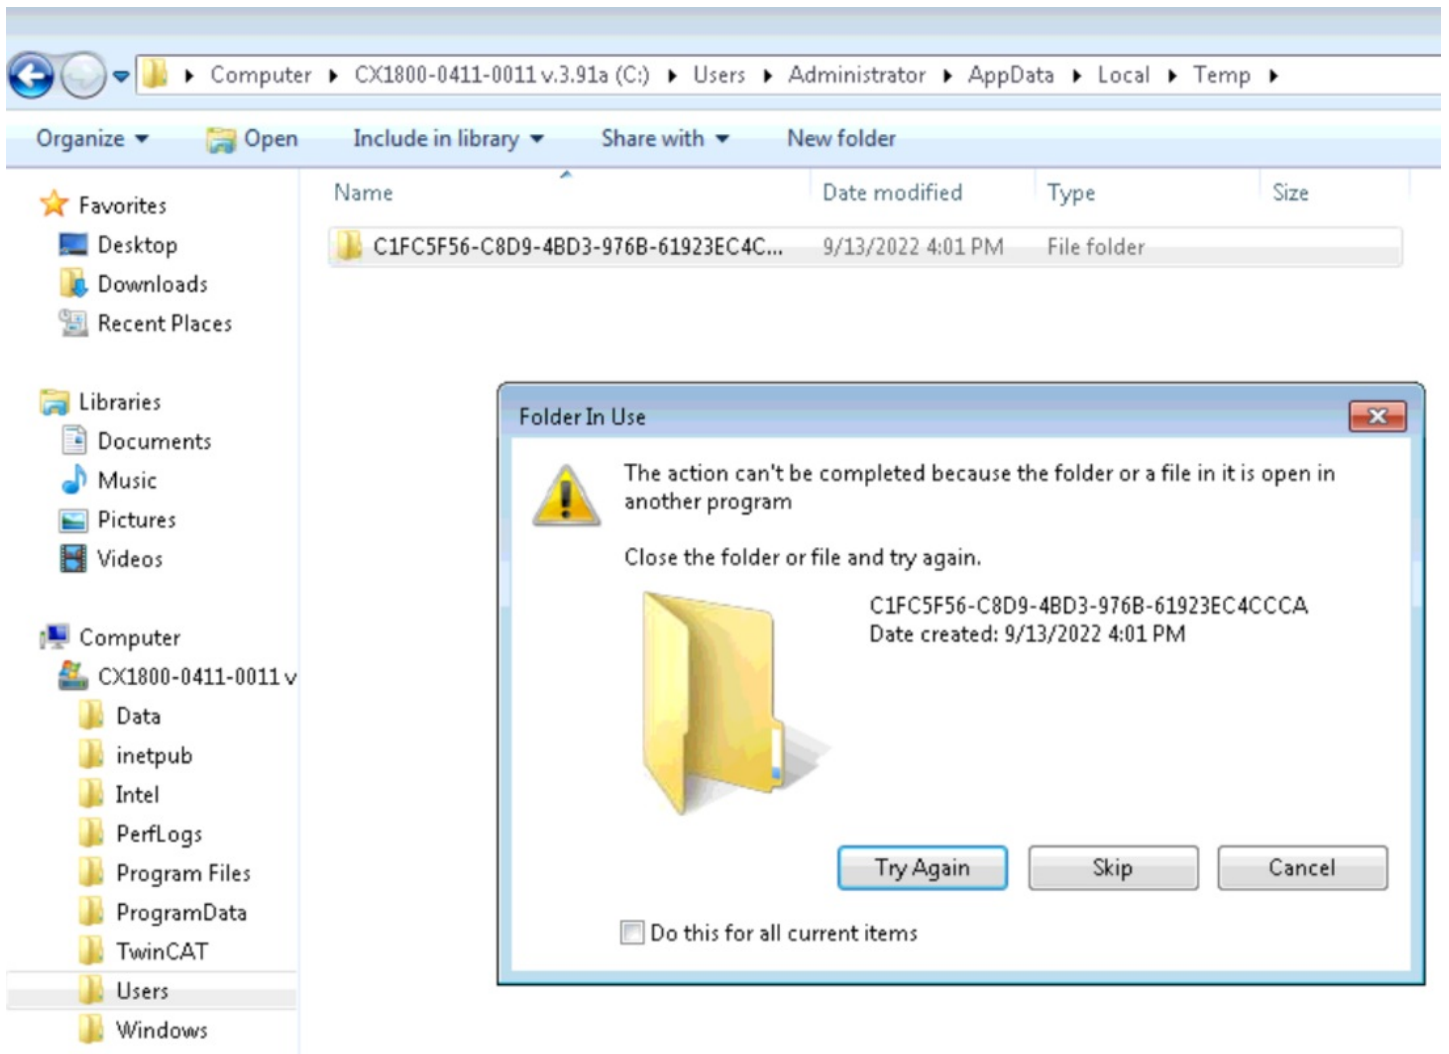 Computer CX1800-0411-0011 v.3.91a (C:) Users Administrator AppData Local Temp
Organize Open Include in library Share with New folder
Name Date modified Type Size
C1FC5F56-C8D9-4BD3-976B-61923EC4C... 9/13/2022 4:01 PM File folder
Favorites
Desktop
Downloads
Recent Places
Libraries
Documents
Music
Pictures
Videos
Computer
CX1800-0411-0011 v
Data
inetpub
Intel
PerfLogs
Program Files
ProgramData
TwinCAT
Users
Windows
Folder In Use
The action can't be completed because the folder or a file in it is open in
another program
Close the folder or file and try again.
C1FC5F56-C8D9-4BD3-976B-61923EC4CCCA
Date created: 9/13/2022 4:01 PM
Try Again Skip Cancel
Do this for all current items